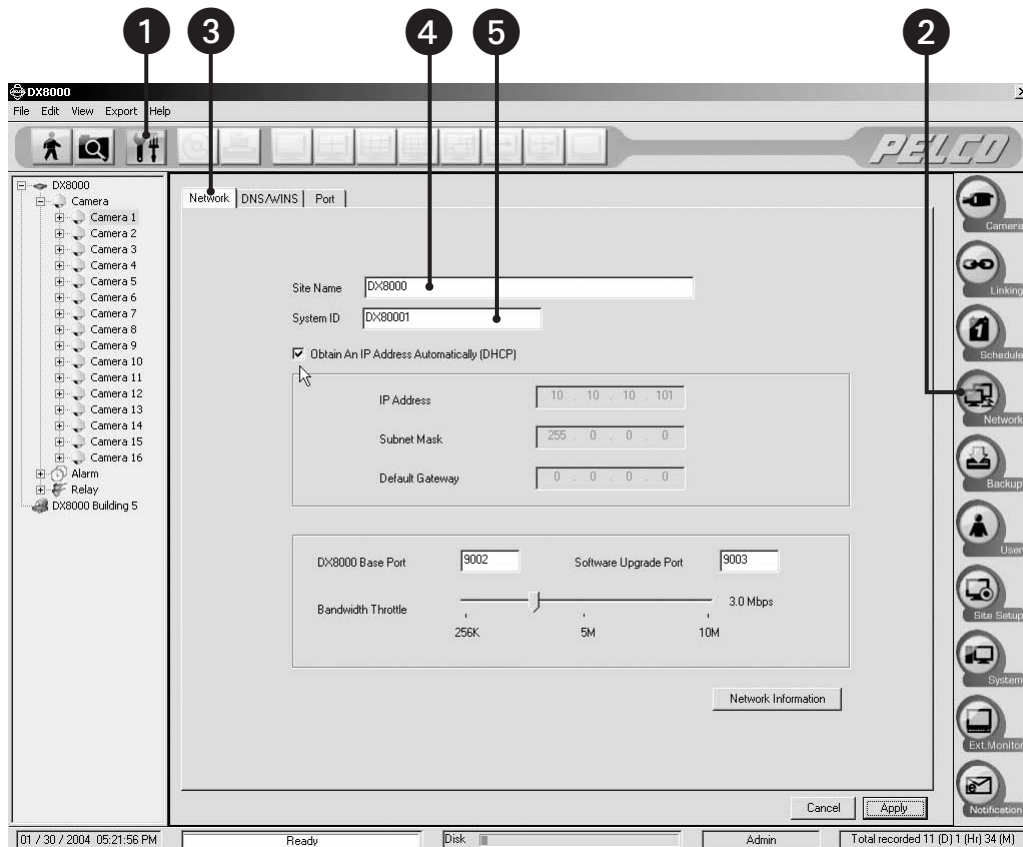 1 3 4 5 2
DX8000
File Edit View Export Help
PELCO
DX8000
Camera
Camera 1
Camera 2
Camera 3
Camera 4
Camera 5
Camera 6
Camera 7
Camera 8
Camera 9
Camera 10
Camera 11
Camera 12
Camera 13
Camera 14
Camera 15
Camera 16
Alarm
Relay
DX8000 Building 5
Network DNS/WINS Port
Site Name DX8000
System ID DX80001
Obtain An IP Address Automatically (DHCP)
IP Address 10 . 10 . 10 . 101
Subnet Mask 255 . 0 . 0 . 0
Default Gateway 0 . 0 . 0 . 0
DX8000 Base Port 9002 Software Upgrade Port 9003
Bandwidth Throttle 3.0 Mbps
256K 5M 10M
Network Information
Cancel Apply
Camera
Linking
1
Schedule
Network
Backup
User
Site Setup
System
Ext.Monitor
Notification
01 / 30 / 2004 05:21:56 PM Ready Disk Admin Total recorded 11 (D) 1 (Hr) 34 (M)